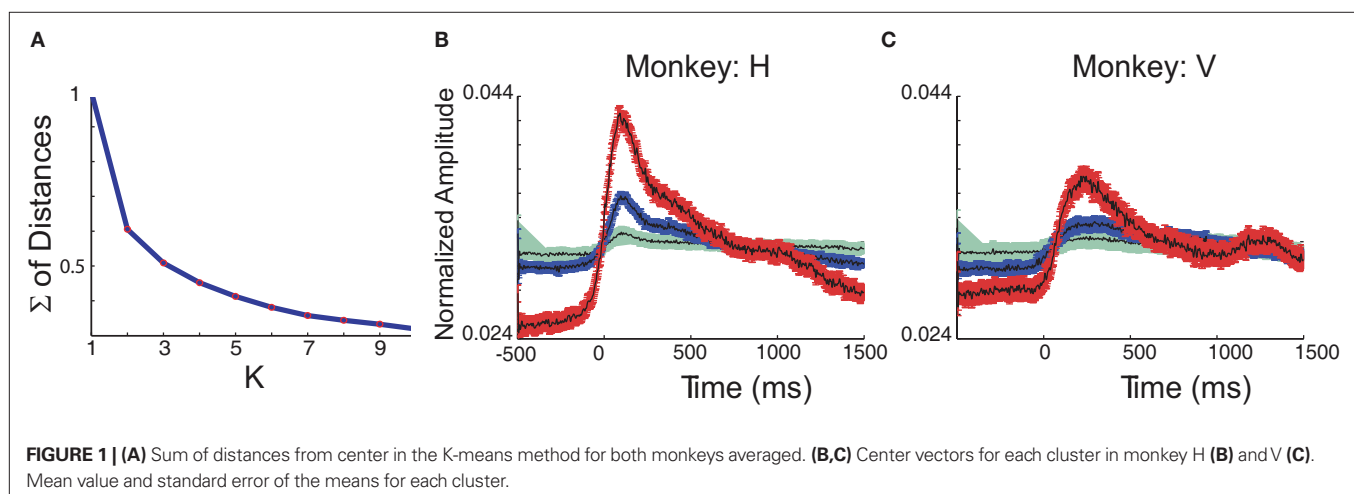 A
1
0.5
Σ of Distances
1 3 5 7 9
K
B
Monkey: H
0.044
Normalized Amplitude
0.024
-500 0 500 1000 1500
Time (ms)
C
Monkey: V
0.044
0.024
0 500 1000 1500
Time (ms)
FIGURE 1 | (A) Sum of distances from center in the K-means method for both monkeys averaged. (B,C) Center vectors for each cluster in monkey H (B) and V (C).
Mean value and standard error of the means for each cluster.